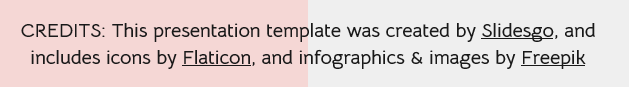 CREDITS: This presentation template was created by Slidesgo, and
includes icons by Flaticon, and infographics & images by Freepik